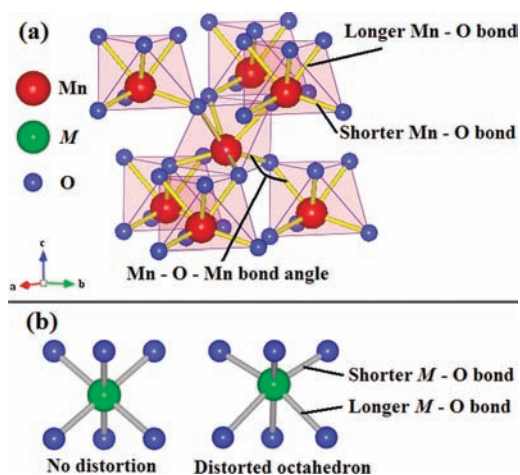 (a)
Longer Mn - O bond
Mn
M
Shorter Mn - O bond
O
Mn - O - Mn bond angle
c
a
b
(b)
Shorter M - O bond
Longer M - O bond
No distortion
Distorted octahedron